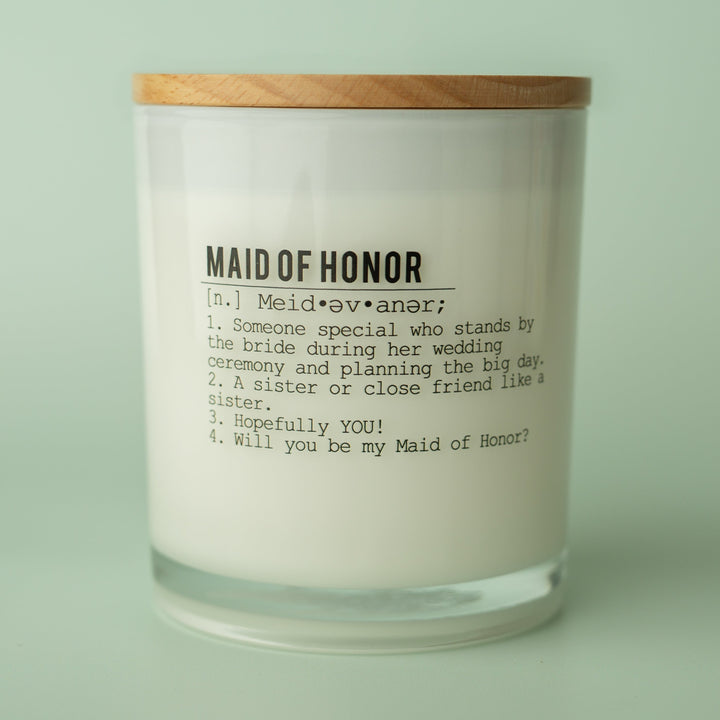 MAID OF HONOR
[n.] Meid•əv•anər;
1. Someone special who stands by
the bride during her wedding
ceremony and planning the big day.
2. A sister or close friend like a
sister.
3. Hopefully YOU!
4. Will you be my Maid of Honor?